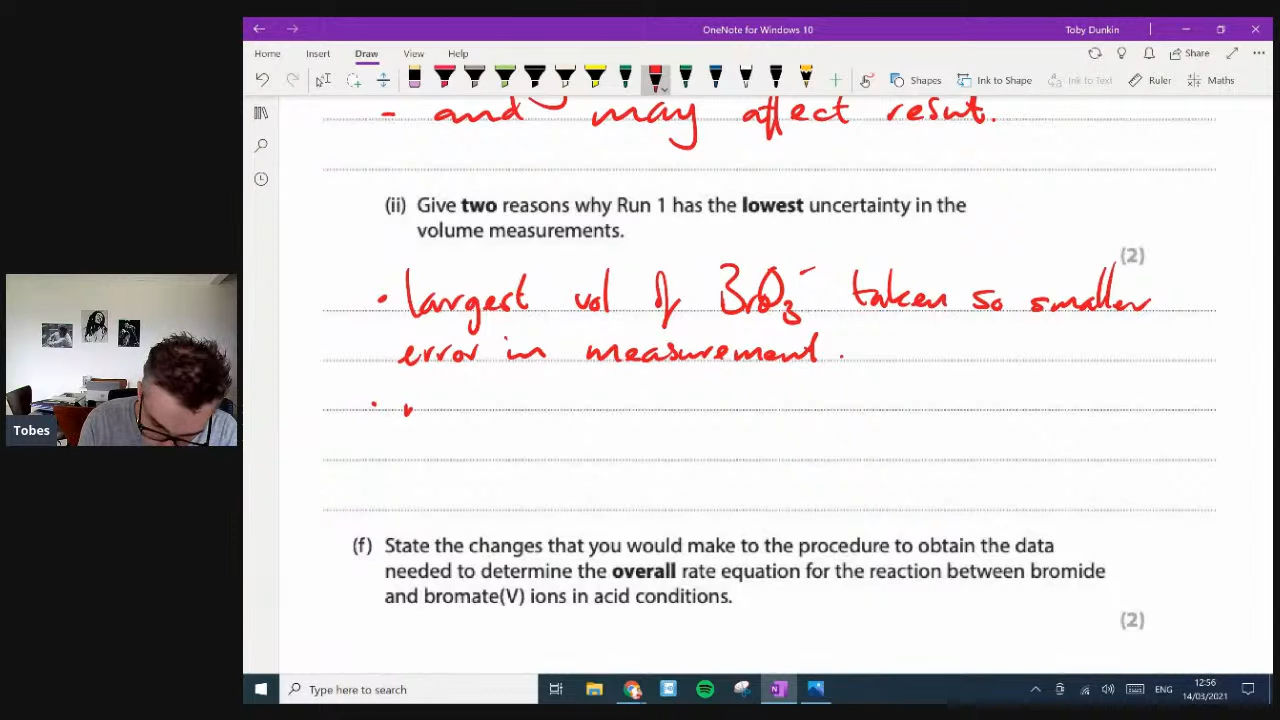 OneNote for Windows 10
Toby Dunkin
Home Insert Draw View Help
Share
Shapes Ink to Shape Ink to Text Ruler Maths
- and may affect result.
(ii) Give two reasons why Run 1 has the lowest uncertainty in the
volume measurements.
(2)
• Largest vol of BrO3- taken so smaller
error in measurement.
(f) State the changes that you would make to the procedure to obtain the data
needed to determine the overall rate equation for the reaction between bromide
and bromate(V) ions in acid conditions.
(2)
Tobes
Type here to search
ENG
12:56
14/03/2021